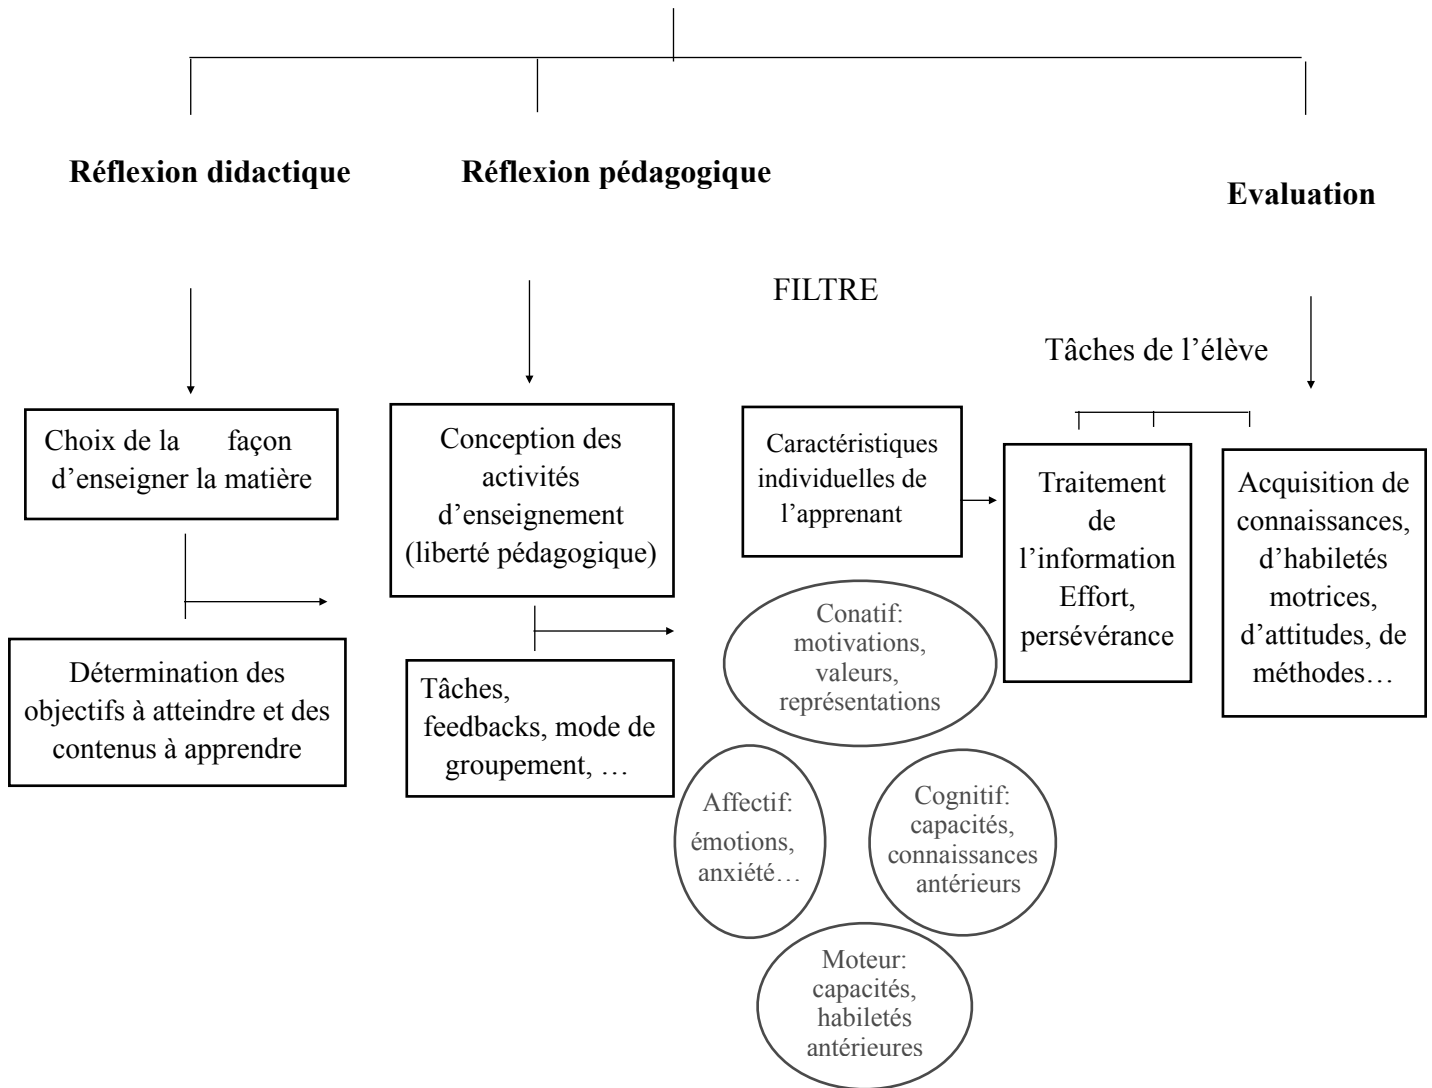 Réflexion didactique
Réflexion pédagogique
Evaluation
FILTRE
Tâches de l’élève
Choix de la façon
d’enseigner la matière
Détermination des
objectifs à atteindre et des
contenus à apprendre
Conception des
activités
d’enseignement
(liberté pédagogique)
Tâches,
feedbacks, mode de
groupement, …
Caractéristiques
individuelles de
l’apprenant
Conatif:
motivations,
valeurs,
représentations
Affectif:
émotions,
anxiété…
Cognitif:
capacités,
connaissances
antérieurs
Moteur:
capacités,
habiletés
antérieures
Traitement
de
l’information
Effort,
persévérance
Acquisition de
connaissances,
d’habiletés
motrices,
d’attitudes, de
méthodes…